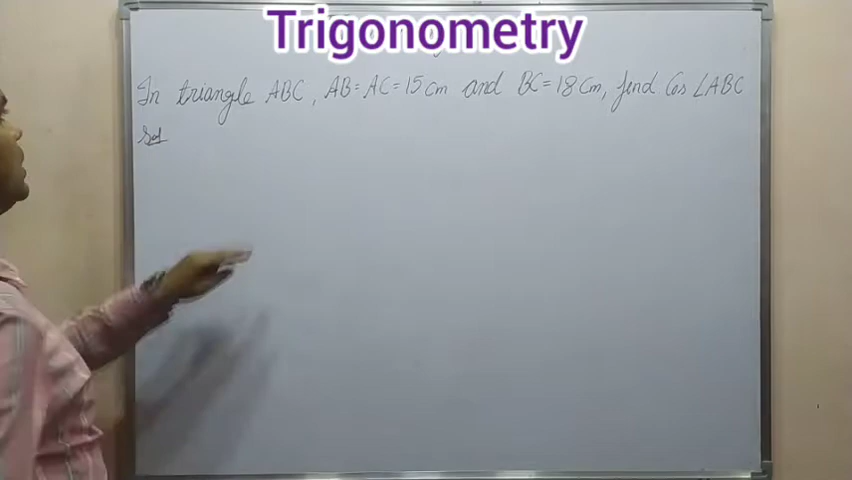 Trigonometry
In triangle ABC, AB = AC = 15 cm and BC = 18 cm, find Cos ∠ABC
Sol